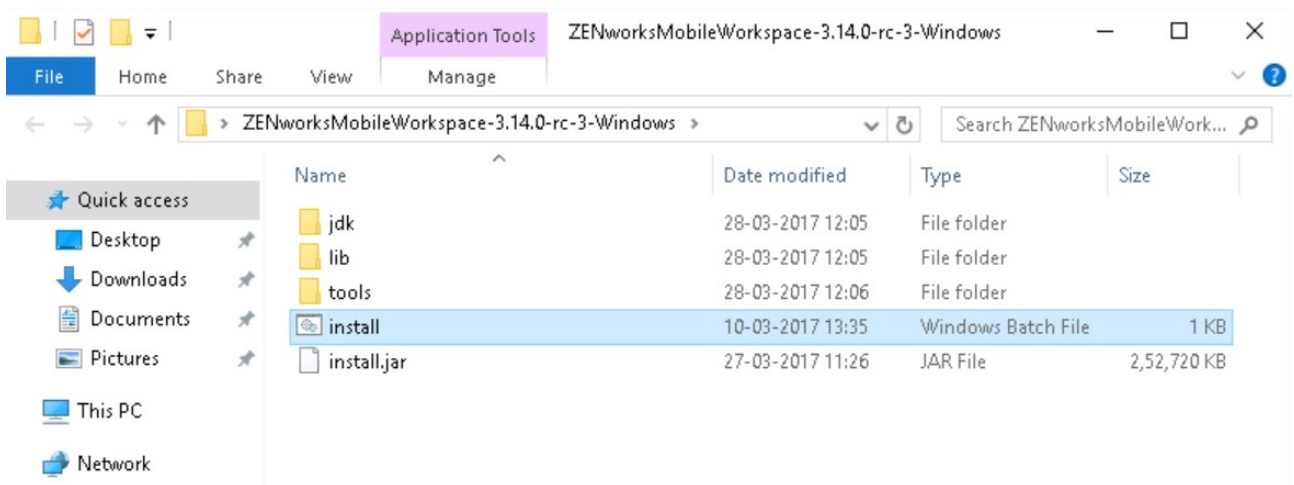 Application Tools ZENworksMobileWorkspace-3.14.0-rc-3-Windows
File Home Share View Manage
ZENworksMobileWorkspace-3.14.0-rc-3-Windows Search ZENworksMobileWork...
Name Date modified Type Size
Quick access
Desktop
Downloads
Documents
Pictures
This PC
Network
jdk 28-03-2017 12:05 File folder
lib 28-03-2017 12:05 File folder
tools 28-03-2017 12:06 File folder
install 10-03-2017 13:35 Windows Batch File 1 KB
install.jar 27-03-2017 11:26 JAR File 2,52,720 KB